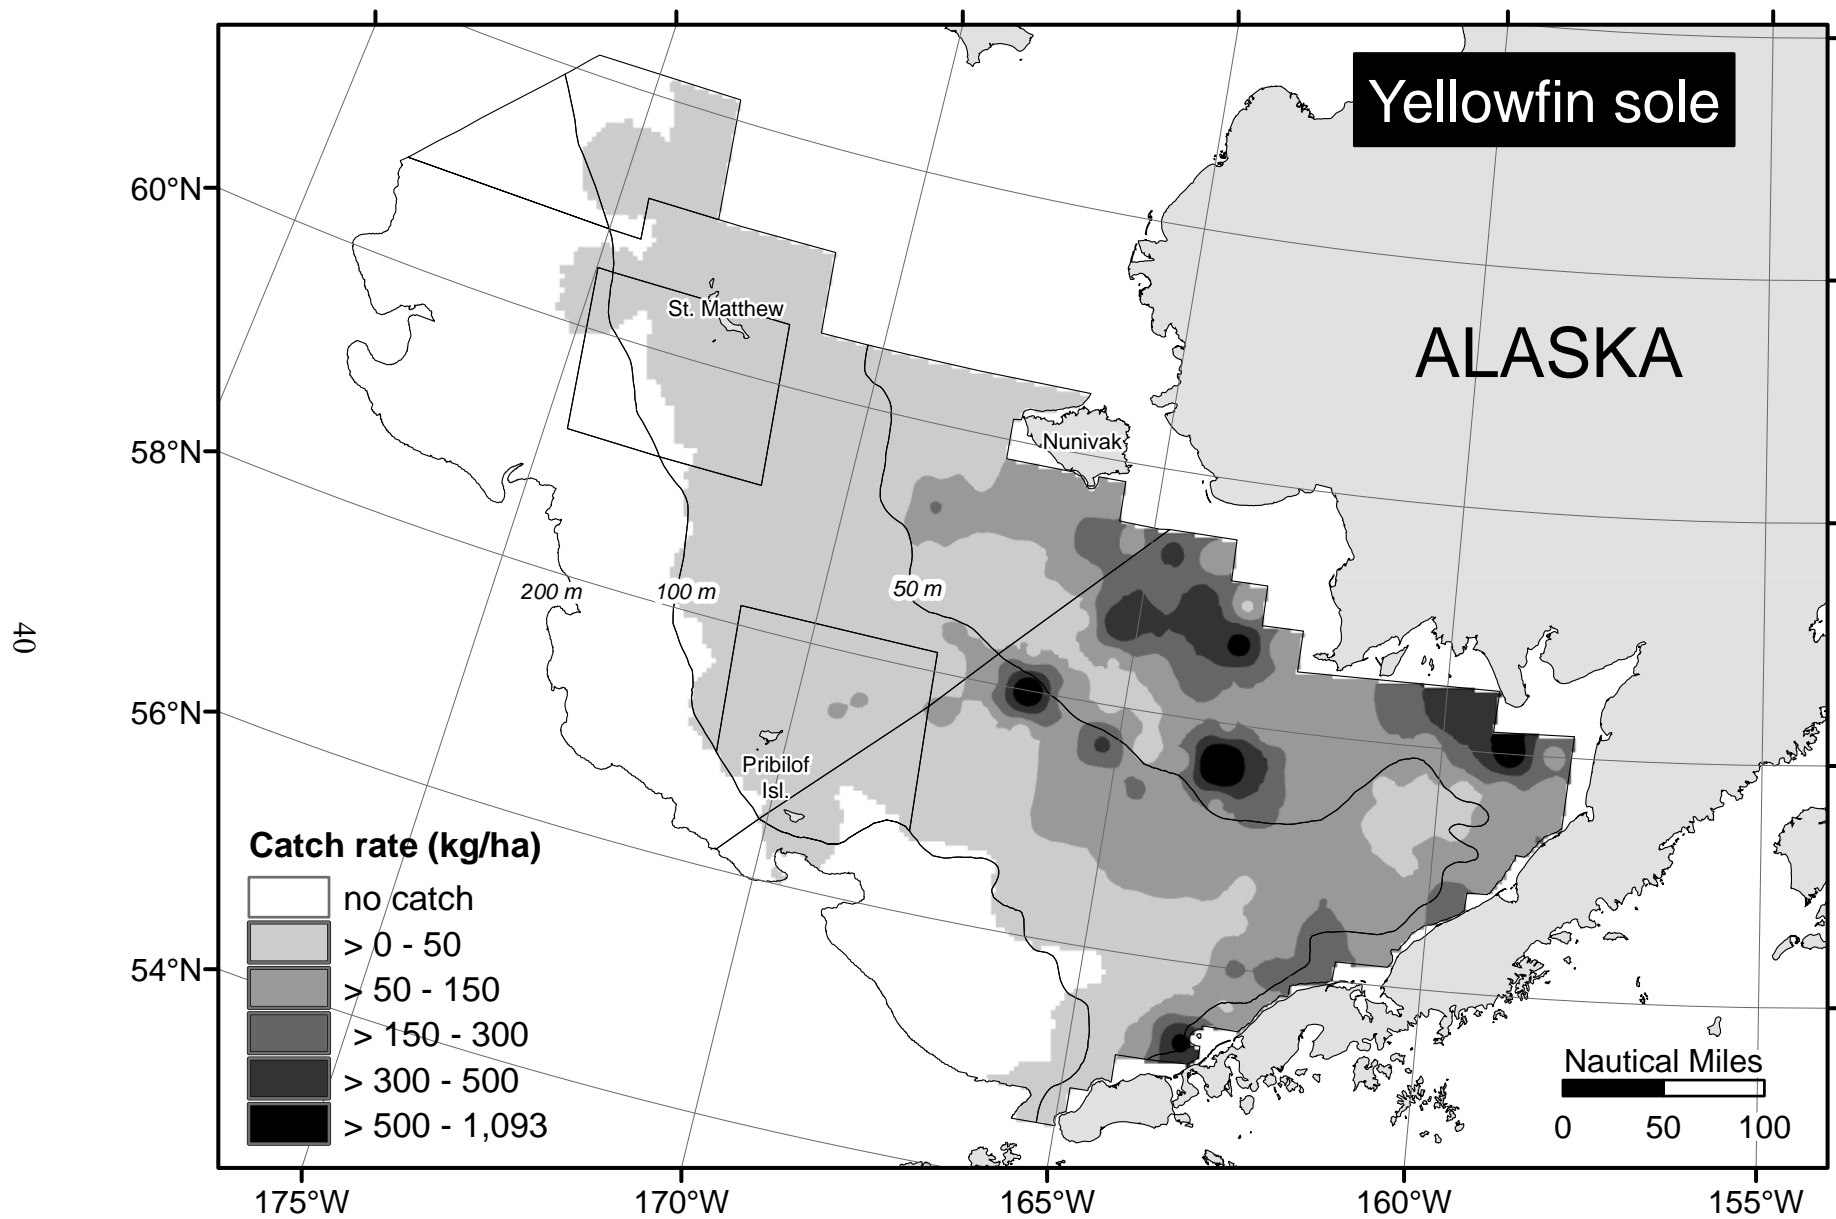 Yellowfin sole
ALASKA
60°N
58°N
56°N
54°N
St. Matthew
Nunivak
200 m
100 m
50 m
Pribilof
Isl.
40
Catch rate (kg/ha)
no catch
> 0 - 50
> 50 - 150
> 150 - 300
> 300 - 500
> 500 - 1,093
Nautical Miles
0 50 100
175°W 170°W 165°W 160°W 155°W